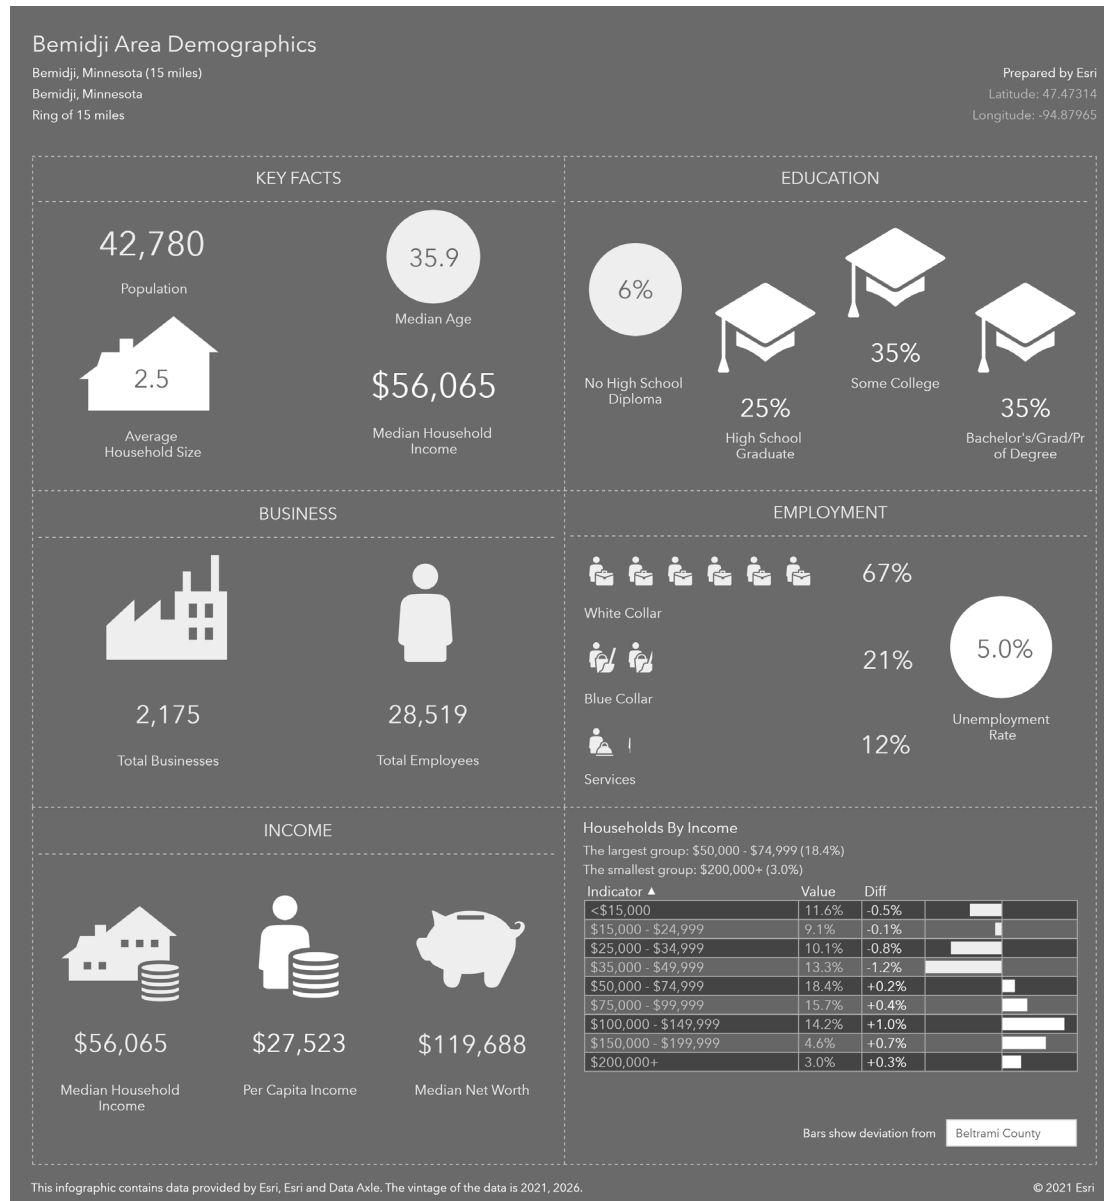 Bemidji Area Demographics
Bemidji, Minnesota (15 miles)
Bemidji, Minnesota
Ring of 15 miles
Prepared by Esri
Latitude: 47.47314
Longitude: -94.87965
KEY FACTS
42,780
Population
35.9
Median Age
2.5
Average
Household Size
$56,065
Median Household
Income
EDUCATION
6%
No High School
Diploma
25%
High School
Graduate
35%
Some College
35%
Bachelor's/Grad/Pr
of Degree
BUSINESS
2,175
Total Businesses
28,519
Total Employees
EMPLOYMENT
67%
White Collar
21%
Blue Collar
12%
Services
5.0%
Unemployment
Rate
INCOME
$56,065
Median Household
Income
$27,523
Per Capita Income
$119,688
Median Net Worth
Households By Income
The largest group: $50,000 - $74,999 (18.4%)
The smallest group: $200,000+ (3.0%)
Indicator ▲ Value Diff
<$15,000 11.6% -0.5%
$15,000 - $24,999 9.1% -0.1%
$25,000 - $34,999 10.1% -0.8%
$35,000 - $49,999 13.3% -1.2%
$50,000 - $74,999 18.4% +0.2%
$75,000 - $99,999 15.7% +0.4%
$100,000 - $149,999 14.2% +1.0%
$150,000 - $199,999 4.6% +0.7%
$200,000+ 3.0% +0.3%
Bars show deviation from Beltrami County
This infographic contains data provided by Esri, Esri and Data Axle. The vintage of the data is 2021, 2026.
© 2021 Esri